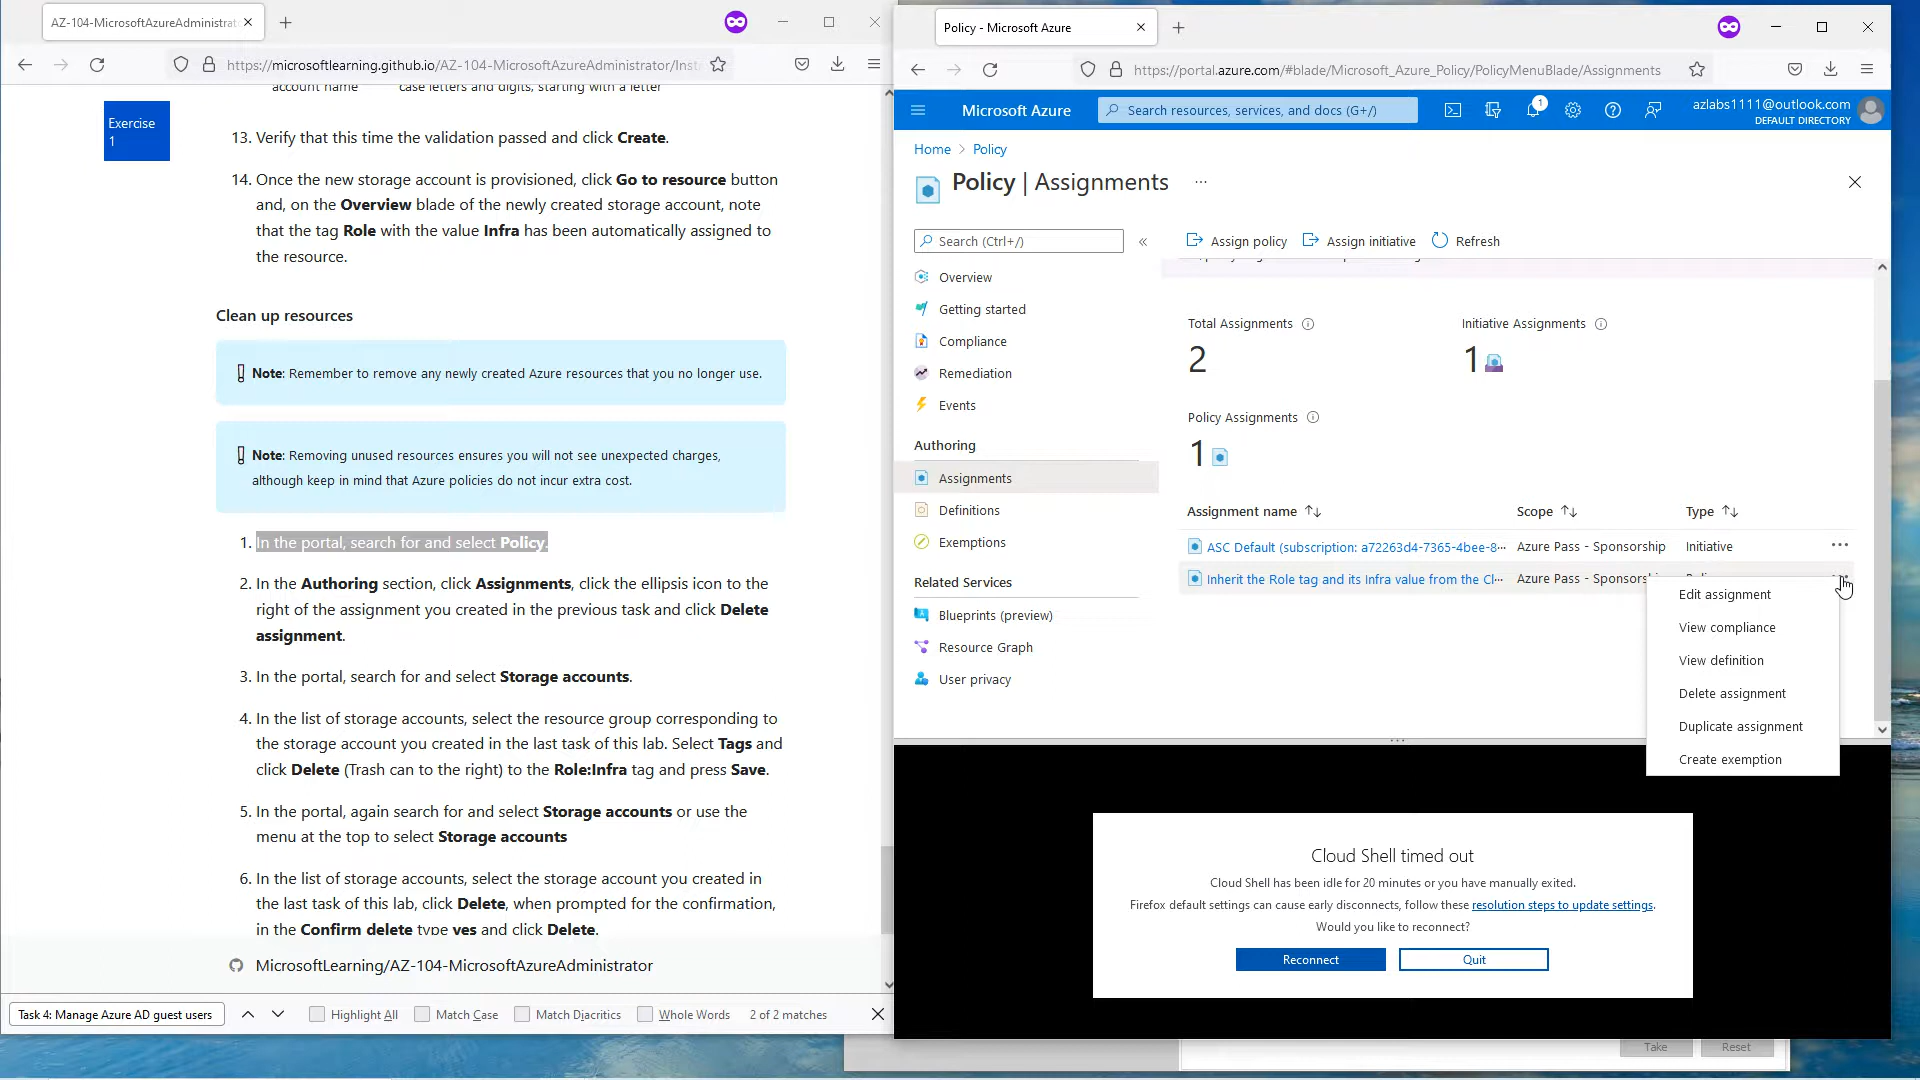 AZ-104-MicrosoftAzureAdministrat
https://microsoftlearning.github.io/AZ-104-MicrosoftAzureAdministrator/Inst
account name
case letters and digits, starting with a letter
Exercise
1
13. Verify that this time the validation passed and click Create.
14. Once the new storage account is provisioned, click Go to resource button
and, on the Overview blade of the newly created storage account, note
that the tag Role with the value Infra has been automatically assigned to
the resource.
Clean up resources
Note: Remember to remove any newly created Azure resources that you no longer use.
Note: Removing unused resources ensures you will not see unexpected charges,
although keep in mind that Azure policies do not incur extra cost.
1. In the portal, search for and select Policy.
2. In the Authoring section, click Assignments, click the ellipsis icon to the
right of the assignment you created in the previous task and click Delete
assignment.
3. In the portal, search for and select Storage accounts.
4. In the list of storage accounts, select the resource group corresponding to
the storage account you created in the last task of this lab. Select Tags and
click Delete (Trash can to the right) to the Role:Infra tag and press Save.
5. In the portal, again search for and select Storage accounts or use the
menu at the top to select Storage accounts
6. In the list of storage accounts, select the storage account you created in
the last task of this lab, click Delete, when prompted for the confirmation,
in the Confirm delete type yes and click Delete.
MicrosoftLearning/AZ-104-MicrosoftAzureAdministrator
Task 4: Manage Azure AD guest users
Highlight All
Match Case
Match Diacritics
Whole Words
2 of 2 matches
Policy - Microsoft Azure
https://portal.azure.com/#blade/Microsoft_Azure_Policy/PolicyMenuBlade/Assignments
Microsoft Azure
Search resources, services, and docs (G+/)
1
azlabs1111@outlook.com
DEFAULT DIRECTORY
Home > Policy
Policy | Assignments ...
Search (Ctrl+/)
«
Assign policy
Assign initiative
Refresh
Overview
Getting started
Compliance
Remediation
Events
Authoring
Assignments
Definitions
Exemptions
Related Services
Blueprints (preview)
Resource Graph
User privacy
Total Assignments
2
Initiative Assignments
1
Policy Assignments
1
Assignment name
Scope
Type
ASC Default (subscription: a72263d4-7365-4bee-8···
Azure Pass - Sponsorship
Initiative
Inherit the Role tag and its Infra value from the Cl···
Azure Pass - Sponsorshi
Edit assignment
View compliance
View definition
Delete assignment
Duplicate assignment
Create exemption
Cloud Shell timed out
Cloud Shell has been idle for 20 minutes or you have manually exited.
Firefox default settings can cause early disconnects, follow these resolution steps to update settings.
Would you like to reconnect?
Reconnect
Quit
Take
Reset